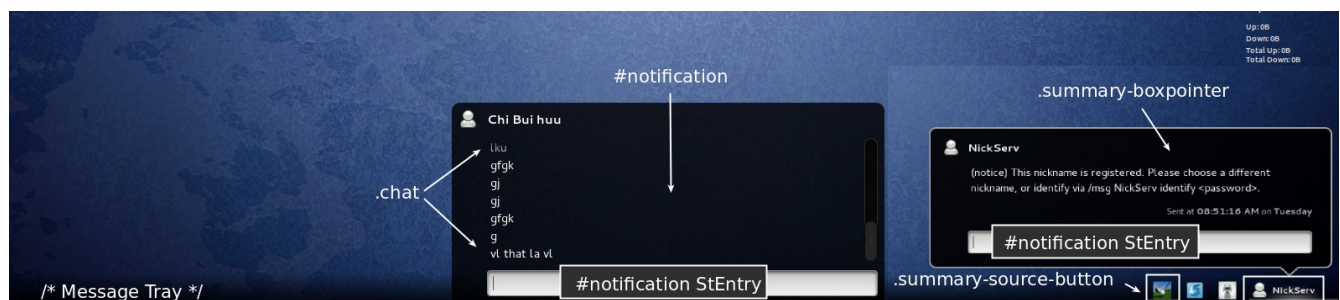 Up:0B
Down:0B
Total Up:0B
Total Down:0B
#notification
.summary-boxpointer
Chi Bui huu
lku
gfgk
gj
gj
gfgk
g
vl that la vl
.chat
#notification StEntry
NickServ
(notice) This nickname is registered. Please choose a different
nickname, or identify via /msg NickServ identify <password>.
Sent at 08:51:16 AM on Tuesday
#notification StEntry
.summary-source-button
NickServ
/* Message Tray */